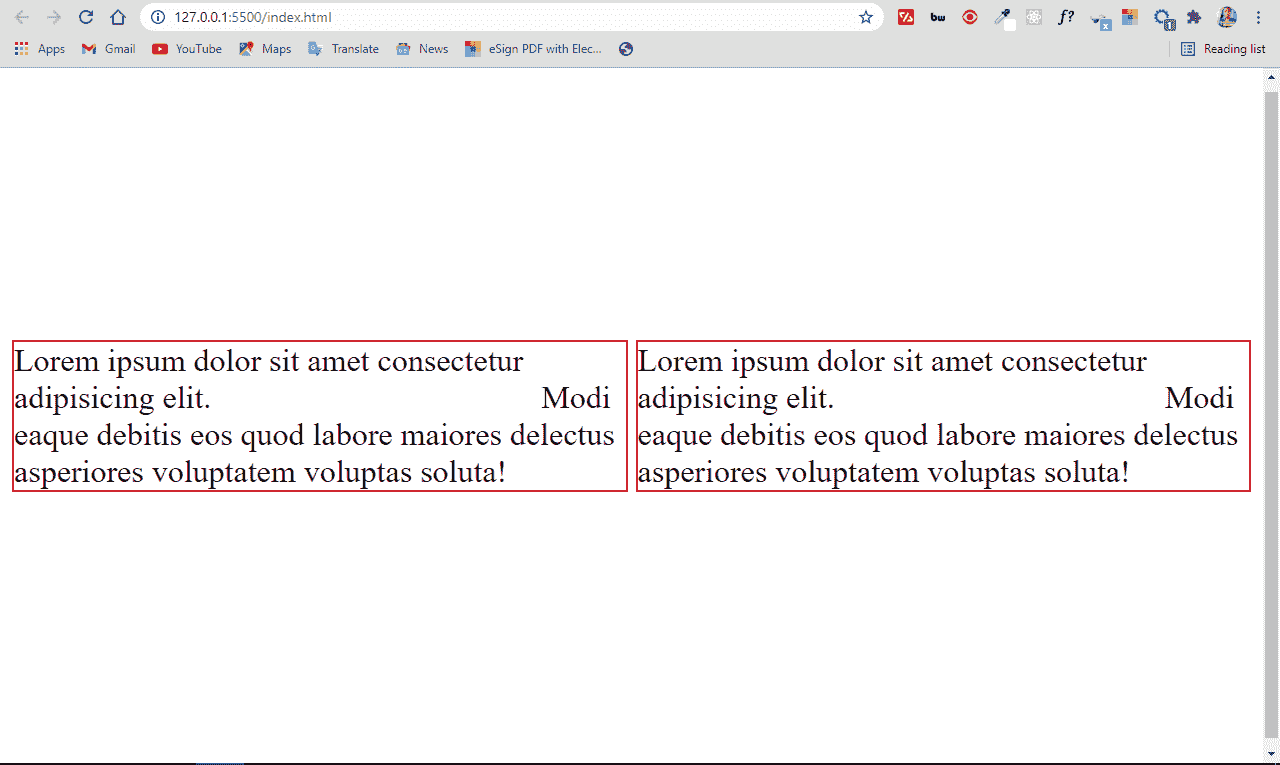 127.0.0.1:5500/index.html
bw
f?
x
Apps
Gmail
YouTube
Maps
Translate
News
eSign PDF with Elec...
Reading list
Lorem ipsum dolor sit amet consectetur
adipisicing elit. Modi
eaque debitis eos quod labore maiores delectus
asperiores voluptatem voluptas soluta!
Lorem ipsum dolor sit amet consectetur
adipisicing elit. Modi
eaque debitis eos quod labore maiores delectus
asperiores voluptatem voluptas soluta!